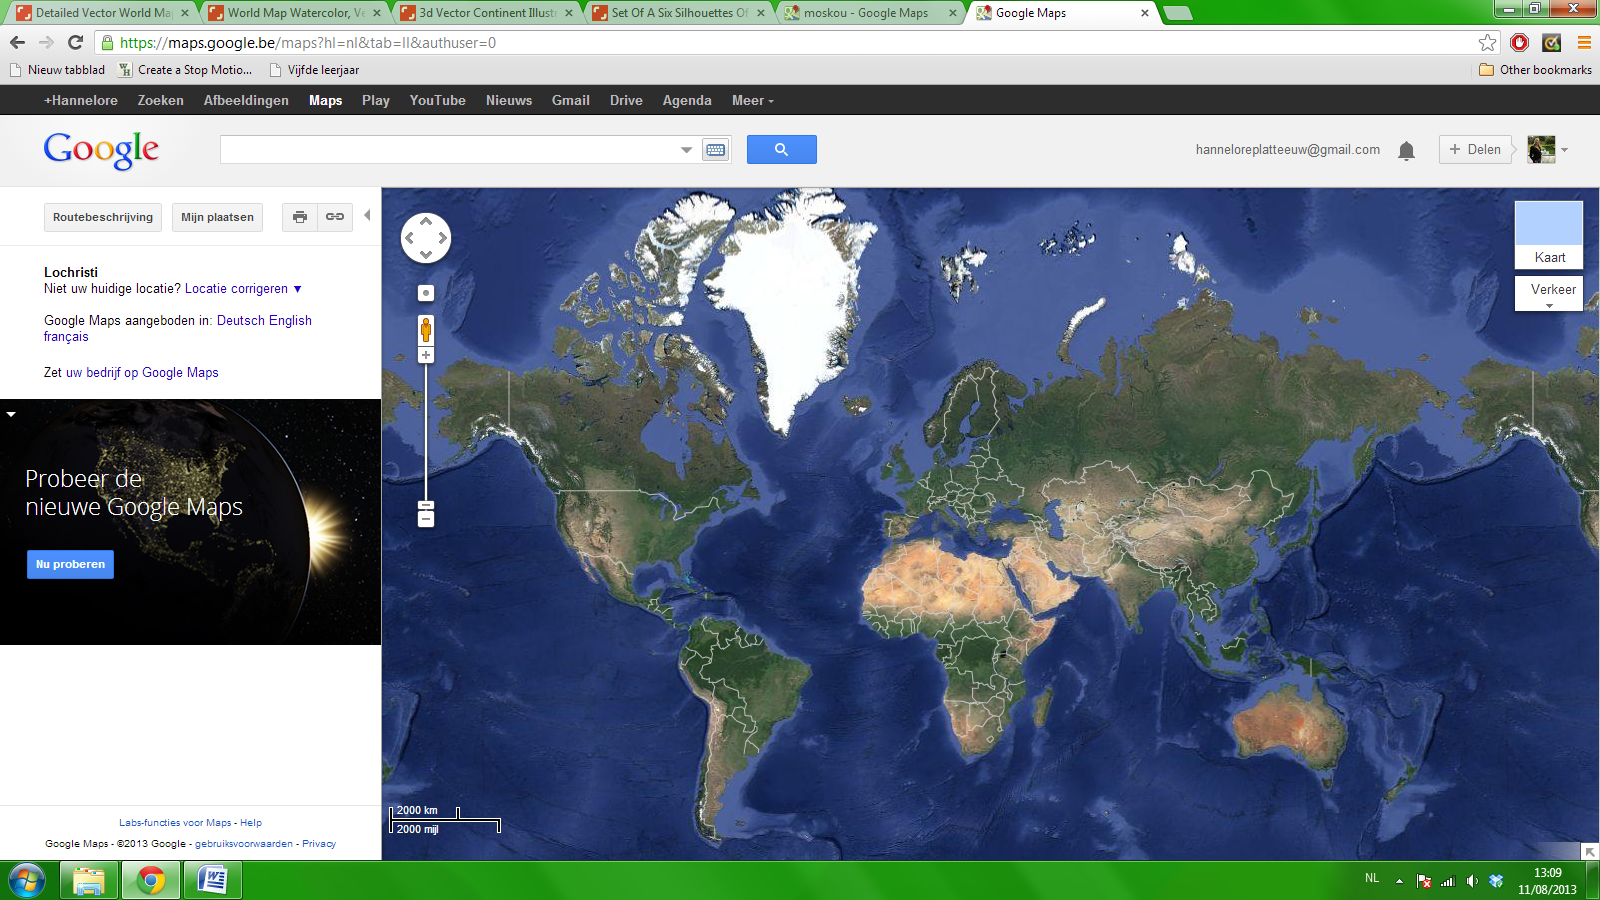 Detailed Vector World Ma
World Map Watercolor, Ve
3d Vector Continent Illust
Set Of A Six Silhouettes Of
moskou - Google Maps
Google Maps
https://maps.google.be/maps?hl=nl&tab=ll&authuser=0
Nieuw tabblad
Create a Stop Motio...
Vijfde leerjaar
Other bookmarks
+Hannelore Zoeken Afbeeldingen Maps Play YouTube Nieuws Gmail Drive Agenda Meer
Google
hanneloreplatteeuw@gmail.com
+ Delen
Routebeschrijving
Mijn plaatsen
Kaart
Verkeer
Lochristi
Niet uw huidige locatie? Locatie corrigeren ▼
Google Maps aangeboden in: Deutsch English
français
Zet uw bedrijf op Google Maps
Probeer de
nieuwe Google Maps
Nu proberen
2000 km
2000 mijl
Labs-functies voor Maps - Help
Google Maps - ©2013 Google - gebruiksvoorwaarden - Privacy
NL
13:09
11/08/2013